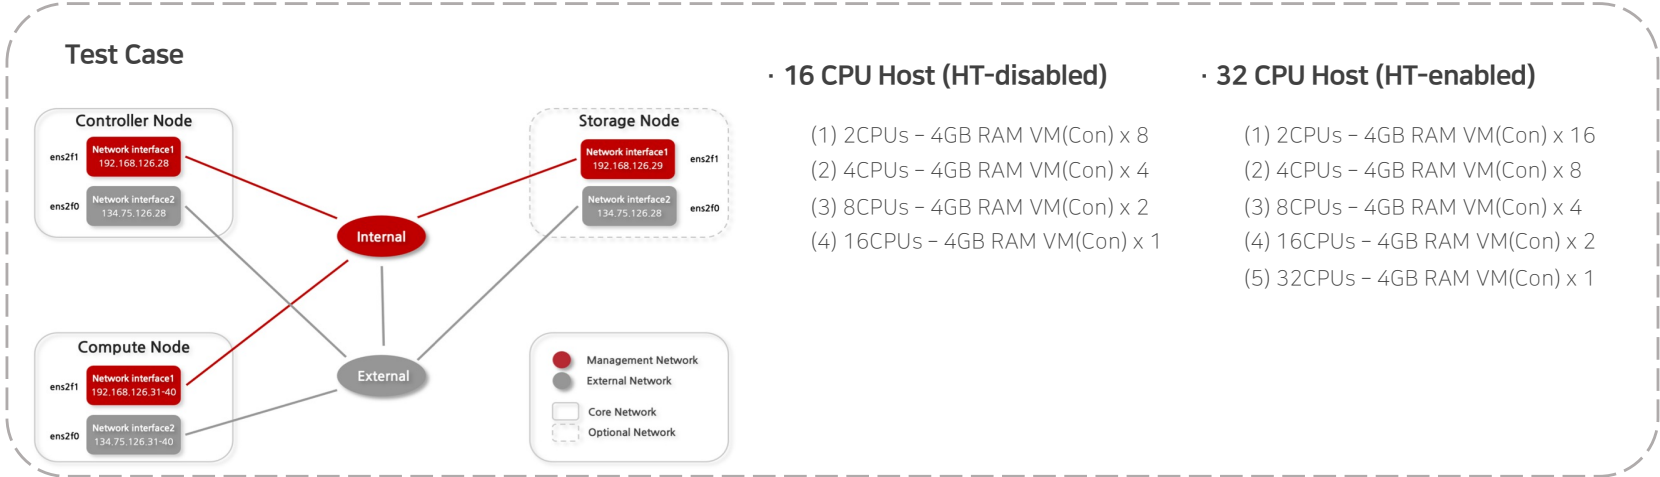 Test Case
Controller Node
ens2f1
Network interface1
192.168.126.28
ens2f0
Network interface2
134.75.126.28
Storage Node
Network interface1
192.168.126.29
ens2f1
Network interface2
134.75.126.28
ens2f0
Internal
External
Compute Node
ens2f1
Network interface1
192.168.126.31-40
ens2f0
Network interface2
134.75.126.31-40
Management Network
External Network
Core Network
Optional Network
· 16 CPU Host (HT-disabled)
(1) 2CPUs – 4GB RAM VM(Con) x 8
(2) 4CPUs – 4GB RAM VM(Con) x 4
(3) 8CPUs – 4GB RAM VM(Con) x 2
(4) 16CPUs – 4GB RAM VM(Con) x 1
· 32 CPU Host (HT-enabled)
(1) 2CPUs – 4GB RAM VM(Con) x 16
(2) 4CPUs – 4GB RAM VM(Con) x 8
(3) 8CPUs – 4GB RAM VM(Con) x 4
(4) 16CPUs – 4GB RAM VM(Con) x 2
(5) 32CPUs – 4GB RAM VM(Con) x 1